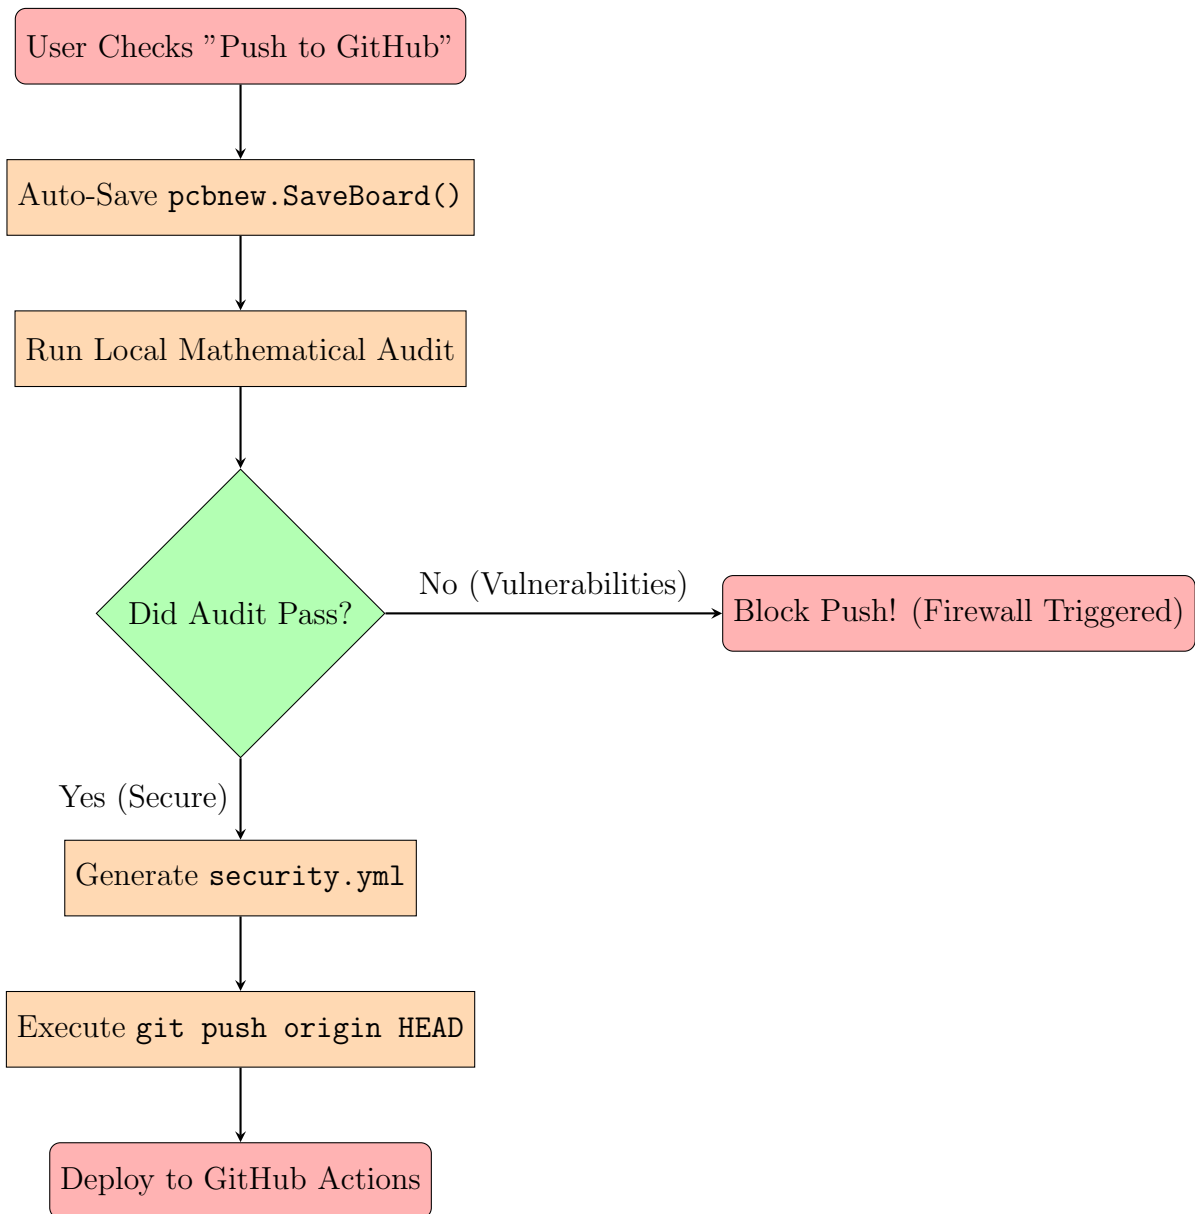 User Checks ”Push to GitHub”
Auto-Save pcbnew.SaveBoard()
Run Local Mathematical Audit
Did Audit Pass?
No (Vulnerabilities)
Block Push! (Firewall Triggered)
Yes (Secure)
Generate security.yml
Execute git push origin HEAD
Deploy to GitHub Actions